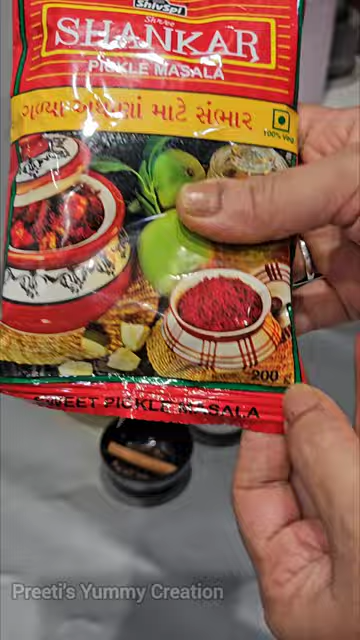 ShivSpi
Shree
SHANKAR
PICKLE MASALA
ગળ્યા અથાણાં માટે સંભાર
100% Veg
200 g
SWEET PICKLE MASALA
Preeti's Yummy Creation